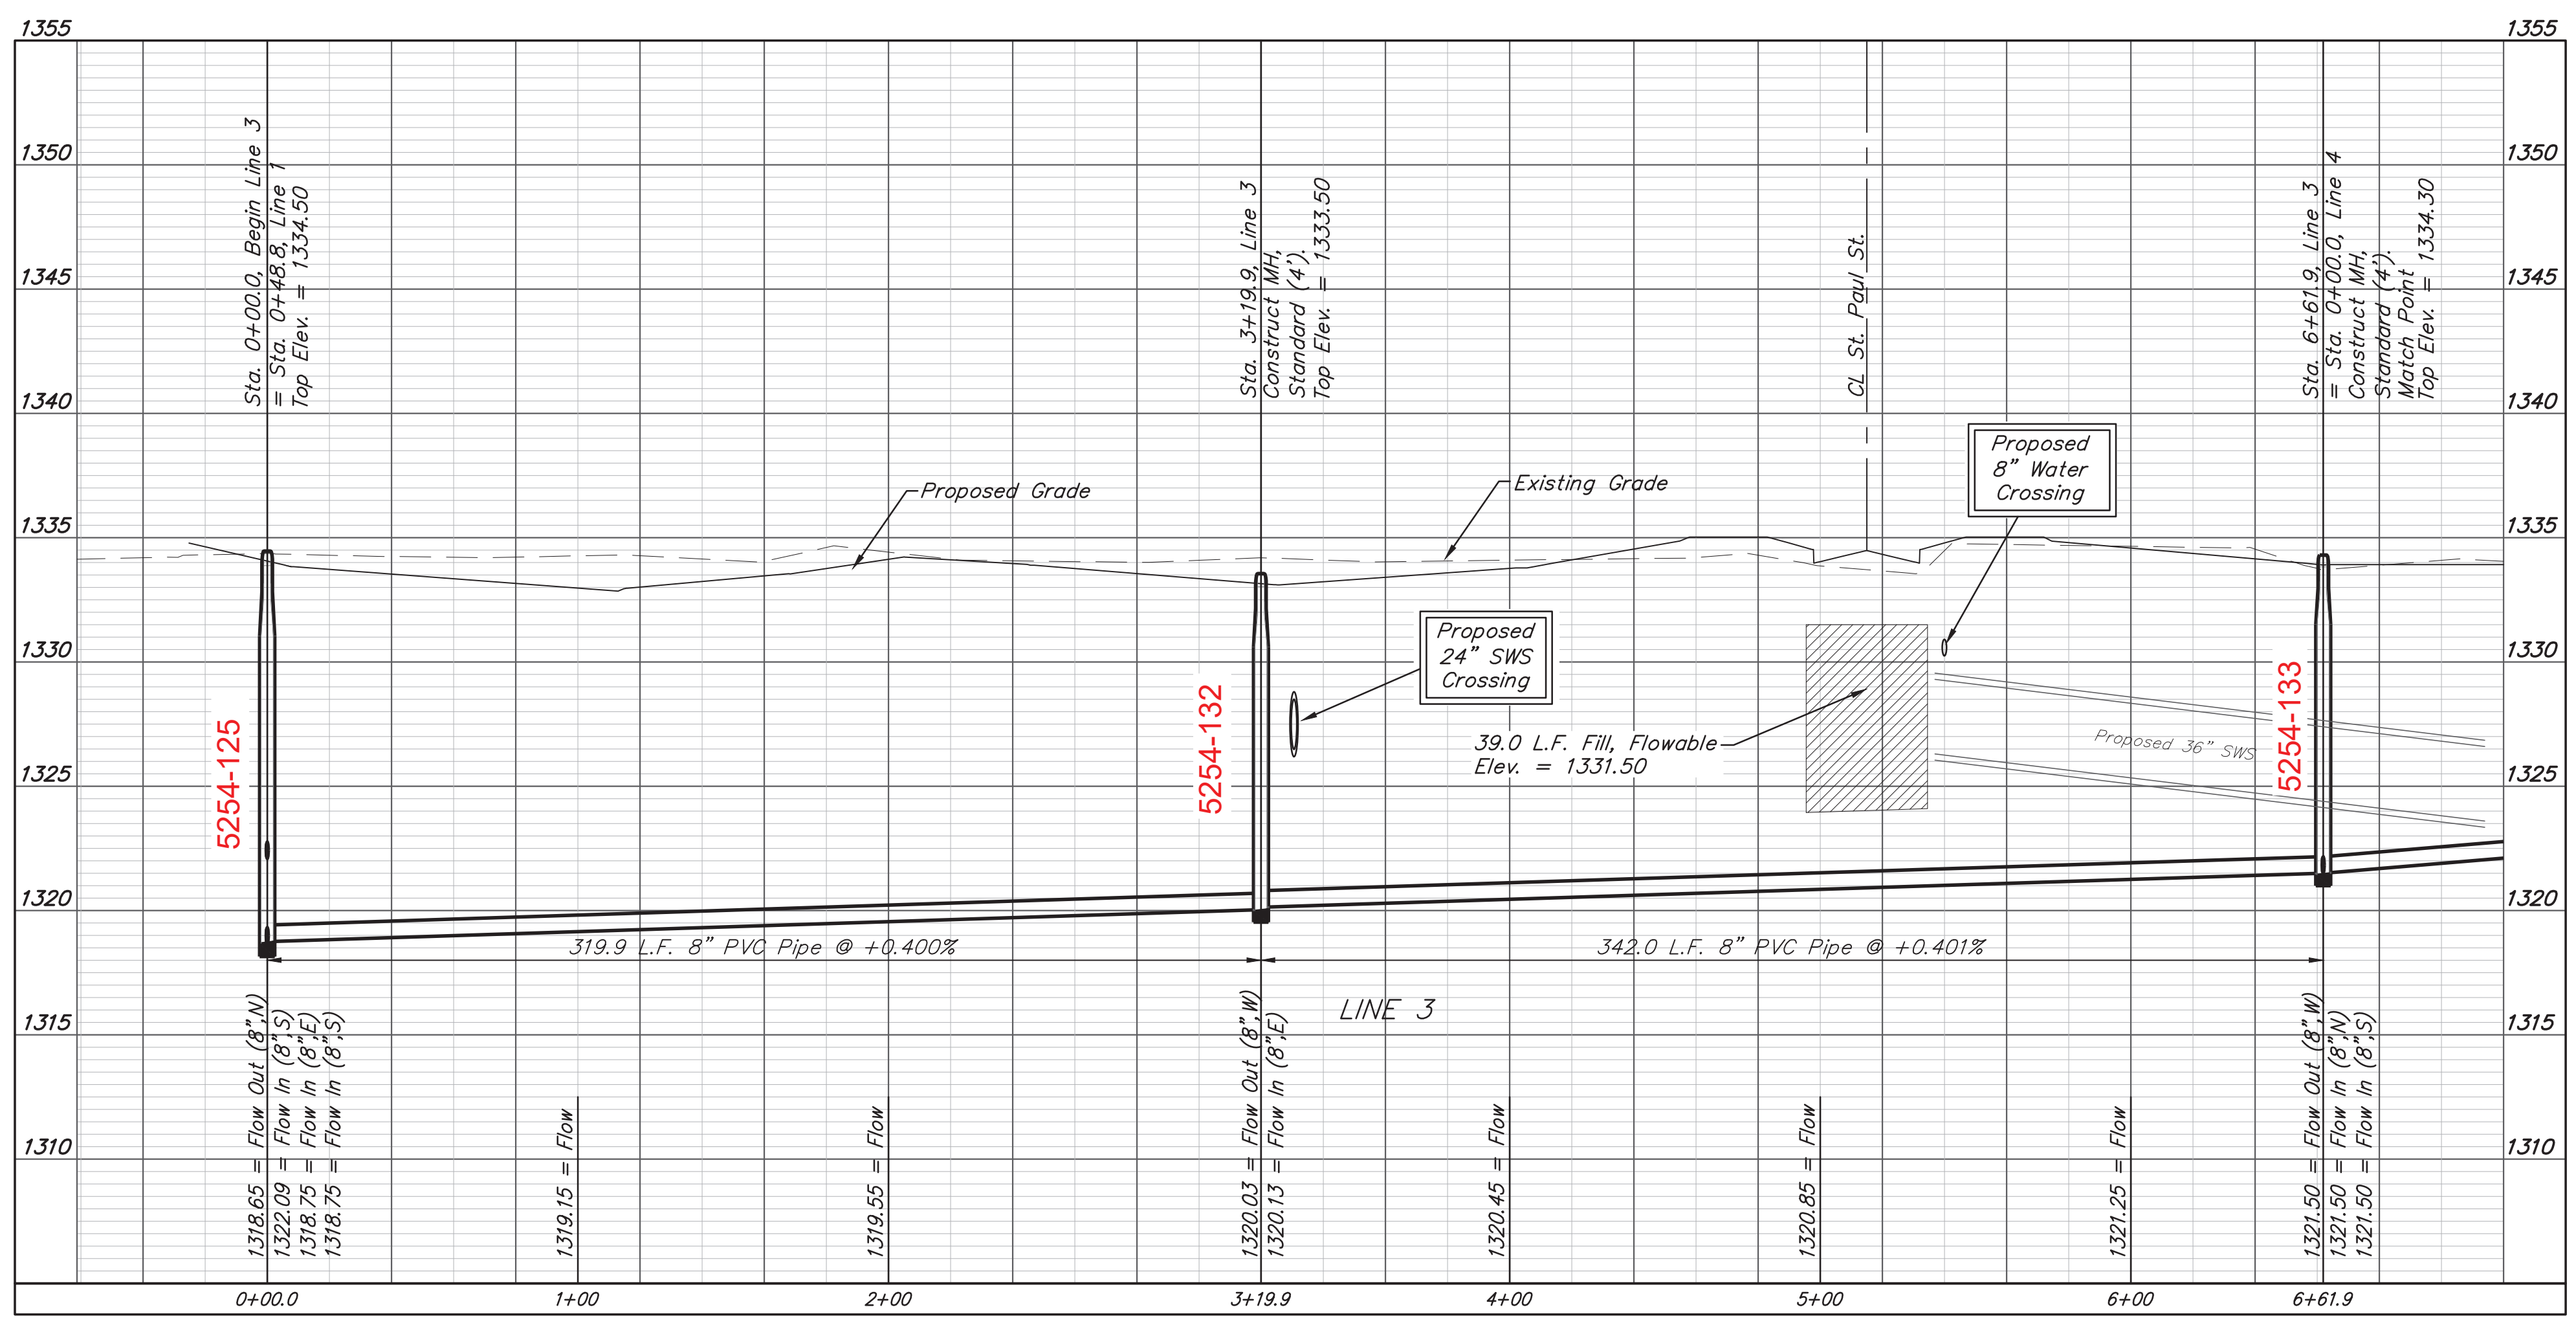 1355
1350
1345
1340
1335
1330
1325
1320
1315
1310
1355
1350
1345
1340
1335
1330
1325
1320
1315
1310
Sta. 0+00.0, Begin Line 3
= Sta. 0+48.8, Line 1
Top Elev. = 1334.50
Sta. 3+19.9, Line 3
Construct MH,
Standard (4').
Top Elev. = 1333.50
CL St. Paul St.
Sta. 6+61.9, Line 3
= Sta. 0+00.0, Line 4
Construct MH,
Standard (4').
Match Point
Top Elev. = 1334.30
Proposed Grade
Existing Grade
Proposed
8" Water
Crossing
Proposed
24" SWS
Crossing
39.0 L.F. Fill, Flowable
Elev. = 1331.50
Proposed 36" SWS
5254-125
5254-132
5254-133
319.9 L.F. 8" PVC Pipe @ +0.400%
342.0 L.F. 8" PVC Pipe @ +0.401%
LINE 3
1318.65 = Flow Out (8",N)
1322.09 = Flow In (8",S)
1318.75 = Flow In (8",E)
1318.75 = Flow In (8",S)
1319.15 = Flow
1319.55 = Flow
1320.03 = Flow Out (8",W)
1320.13 = Flow In (8",E)
1320.45 = Flow
1320.85 = Flow
1321.25 = Flow
1321.50 = Flow Out (8",W)
1321.50 = Flow In (8",N)
1321.50 = Flow In (8",S)
0+00.0
1+00
2+00
3+19.9
4+00
5+00
6+00
6+61.9